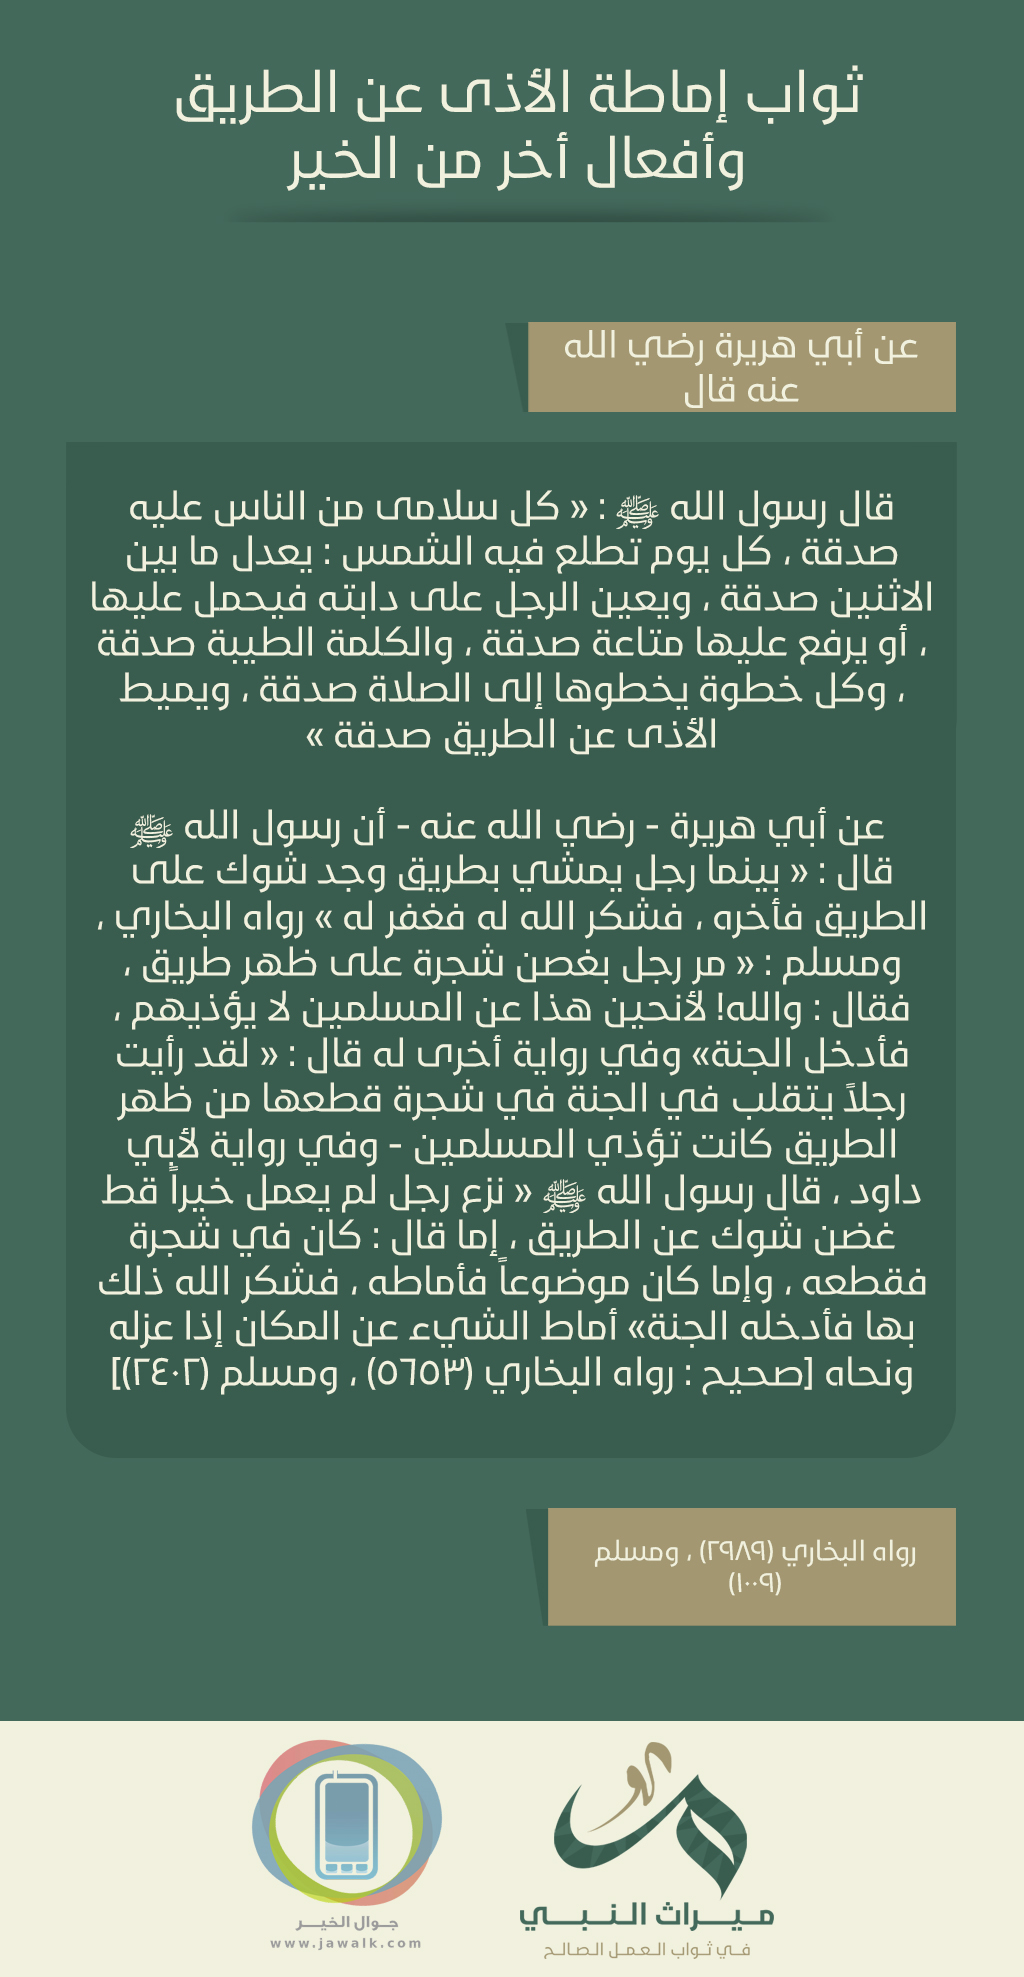 ثواب إماطة الأذى عن الطريق
وأفعال أخر من الخير
عن أبي هريرة رضي الله
عنه قال
قال رسول الله ﷺ : « كل سلامى من الناس عليه
صدقة ، كل يوم تطلع فيه الشمس : يعدل ما بين
الاثنين صدقة ، ويعين الرجل على دابته فيحمل عليها
، أو يرفع عليها متاعة صدقة ، والكلمة الطيبة صدقة
، وكل خطوة يخطوها إلى الصلاة صدقة ، ويميط
الأذى عن الطريق صدقة »
عن أبي هريرة - رضي الله عنه - أن رسول الله ﷺ
قال : « بينما رجل يمشي بطريق وجد شوك على
الطريق فأخره ، فشكر الله له فغفر له » رواه البخاري ،
ومسلم : « مر رجل بغصن شجرة على ظهر طريق ،
فقال : والله! لأنحين هذا عن المسلمين لا يؤذيهم ،
فأدخل الجنة» وفي رواية أخرى له قال : « لقد رأيت
رجلاً يتقلب في الجنة في شجرة قطعها من ظهر
الطريق كانت تؤذي المسلمين - وفي رواية لأبي
داود ، قال رسول الله ﷺ « نزع رجل لم يعمل خيراً قط
غضن شوك عن الطريق ، إما قال : كان في شجرة
فقطعه ، وإما كان موضوعاً فأماطه ، فشكر الله ذلك
بها فأدخله الجنة» أماط الشيء عن المكان إذا عزله
ونحاه [صحيح : رواه البخاري (٥٦٥٣) ، ومسلم (٢٤٠٢)]
رواه البخاري (٢٩٨٩) ، ومسلم
(١٠٠٩)
ميراث النبي
في ثواب العمل الصالح
جوال الخير
www.jawalk.com